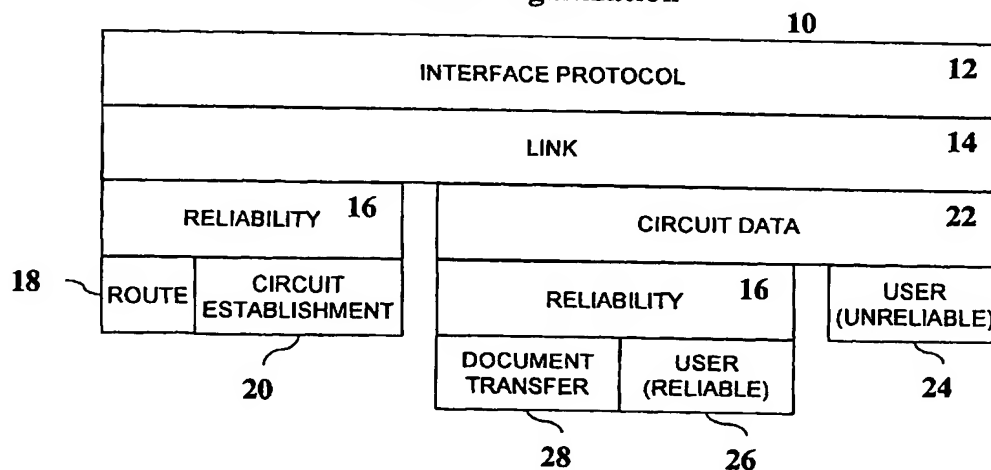 10
INTERFACE PROTOCOL 12
LINK 14
RELIABILITY 16
CIRCUIT DATA 22
18 ROUTE
CIRCUIT
ESTABLISHMENT
RELIABILITY 16
USER
(UNRELIABLE)
20
DOCUMENT
TRANSFER
USER
(RELIABLE)
24
28
26